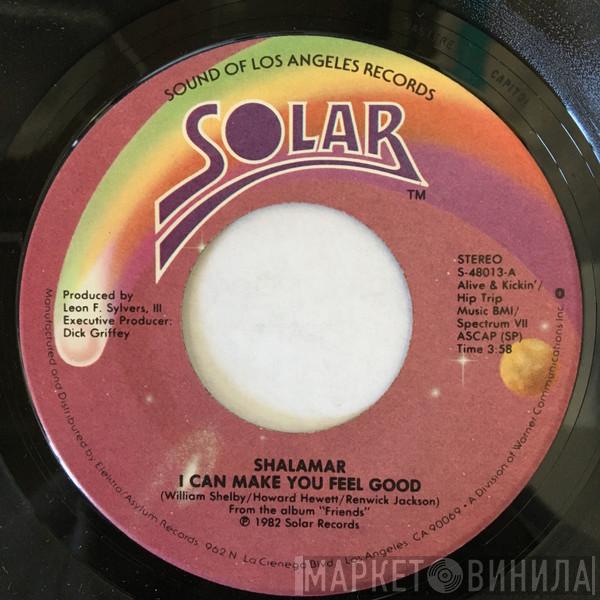 SOUND OF LOS ANGELES RECORDS
SOLAR
TM
Produced by
Leon F. Sylvers, III
Executive Producer:
Dick Griffey
STEREO
S-48013-A
Alive & Kickin'/
Hip Trip
Music BMI/
Spectrum VII
ASCAP (SP)
Time 3:58
SHALAMAR
I CAN MAKE YOU FEEL GOOD
(William Shelby/Howard Hewett/Renwick Jackson)
From the album "Friends"
℗ 1982 Solar Records
Manufactured and Distributed by Elektra/Asylum Records 962 N. La Cienega Blvd., Los Angeles, CA 90069 • A Division of Warner Communications Inc.
CAPITOL
МАРКЕТ ВИНИЛА